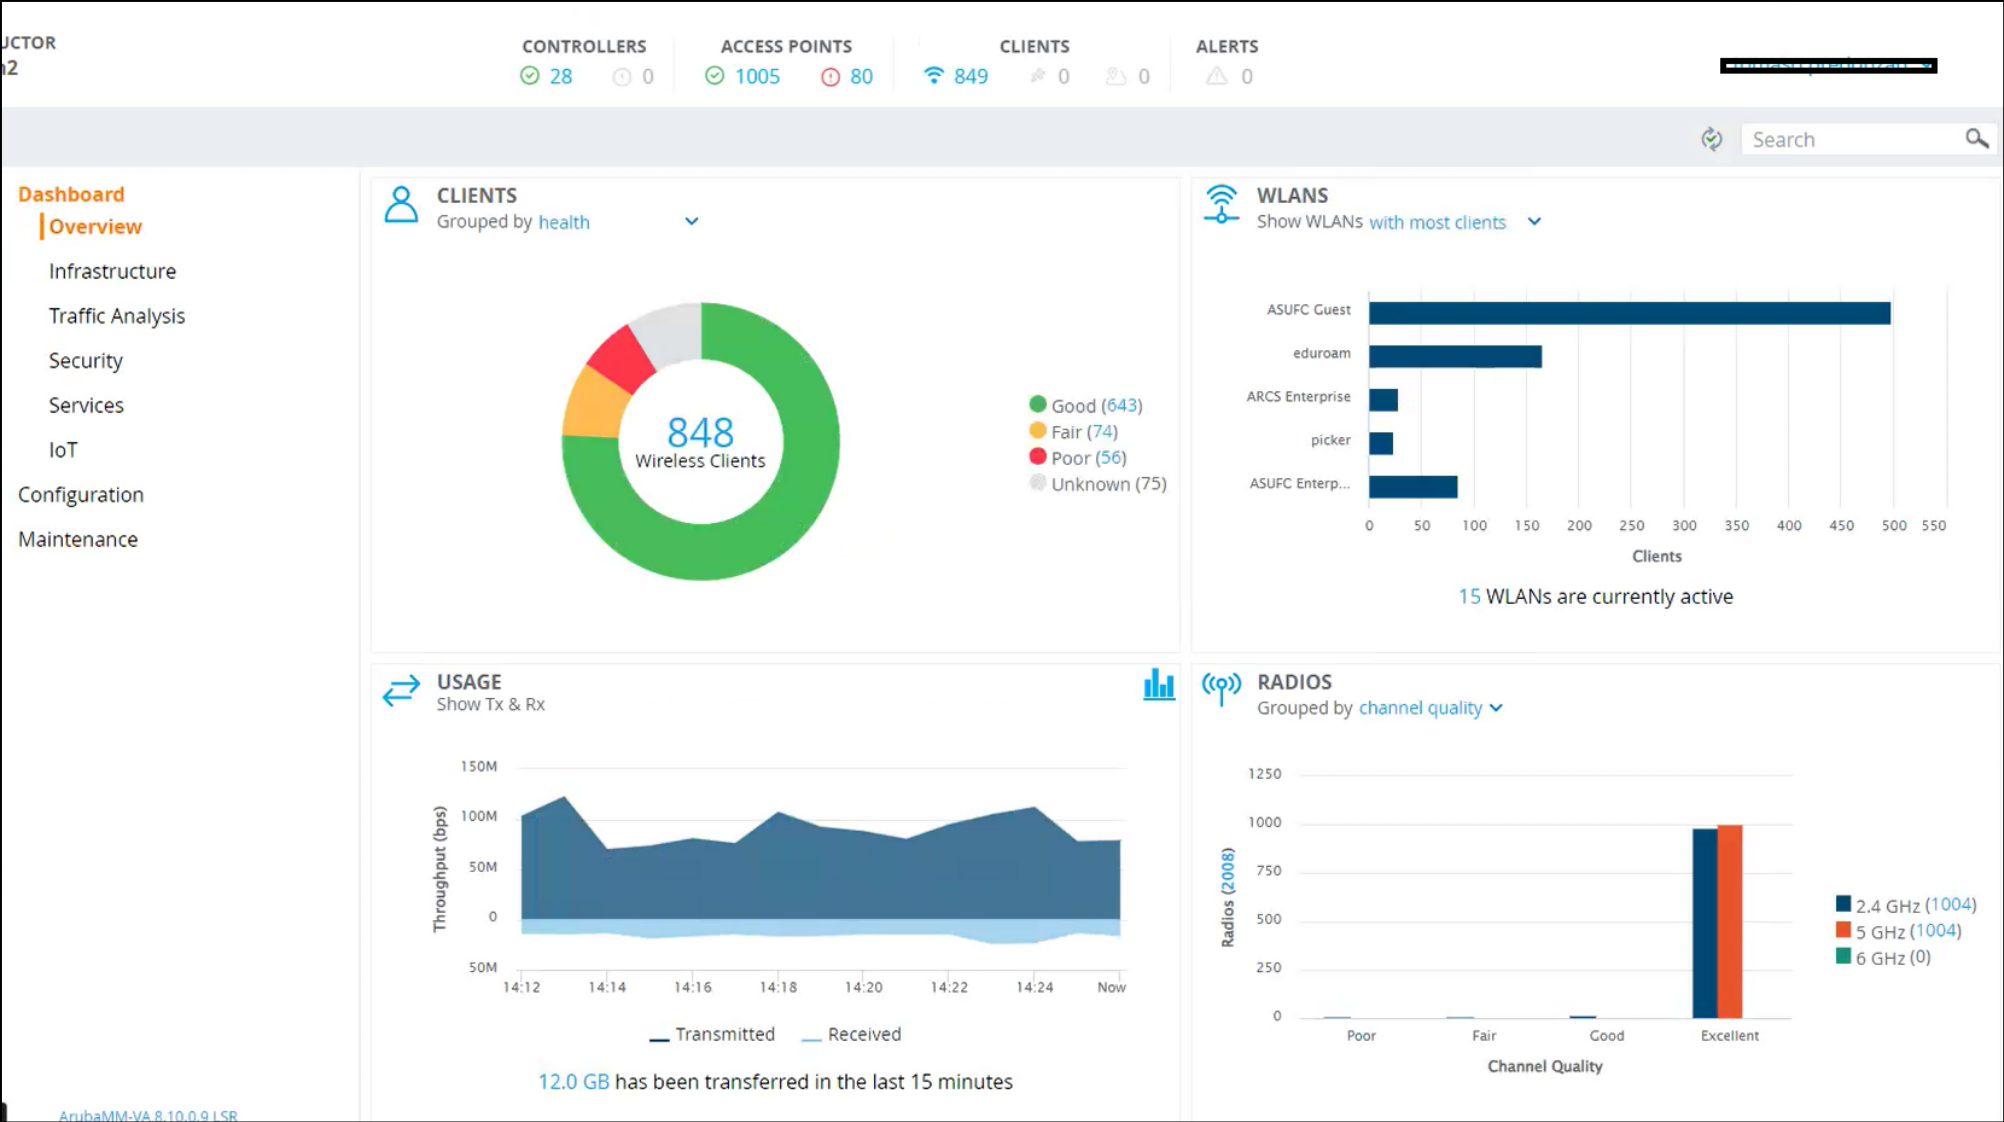 UCTOR
CONTROLLERS
ACCESS POINTS
CLIENTS
ALERTS
28
0
1005
80
849
0
0
0
Search
Dashboard
Overview
Infrastructure
Traffic Analysis
Security
Services
IoT
Configuration
Maintenance
CLIENTS
Grouped by health
848
Wireless Clients
Good (643)
Fair (74)
Poor (56)
Unknown (75)
WLANS
Show WLANs with most clients
ASUFC Guest
eduroam
ARCS Enterprise
picker
ASUFC Enterp...
0 50 100 150 200 250 300 350 400 450 500 550
Clients
15 WLANs are currently active
USAGE
Show Tx & Rx
150M
100M
50M
0
50M
Throughput (bps)
14:12 14:14 14:16 14:18 14:20 14:22 14:24 Now
Transmitted Received
12.0 GB has been transferred in the last 15 minutes
RADIOS
Grouped by channel quality
1250
1000
750
500
250
0
Radios (2008)
Poor Fair Good Excellent
Channel Quality
2.4 GHz (1004)
5 GHz (1004)
6 GHz (0)
ArubaMM-VA 8.10.0.9 LSR